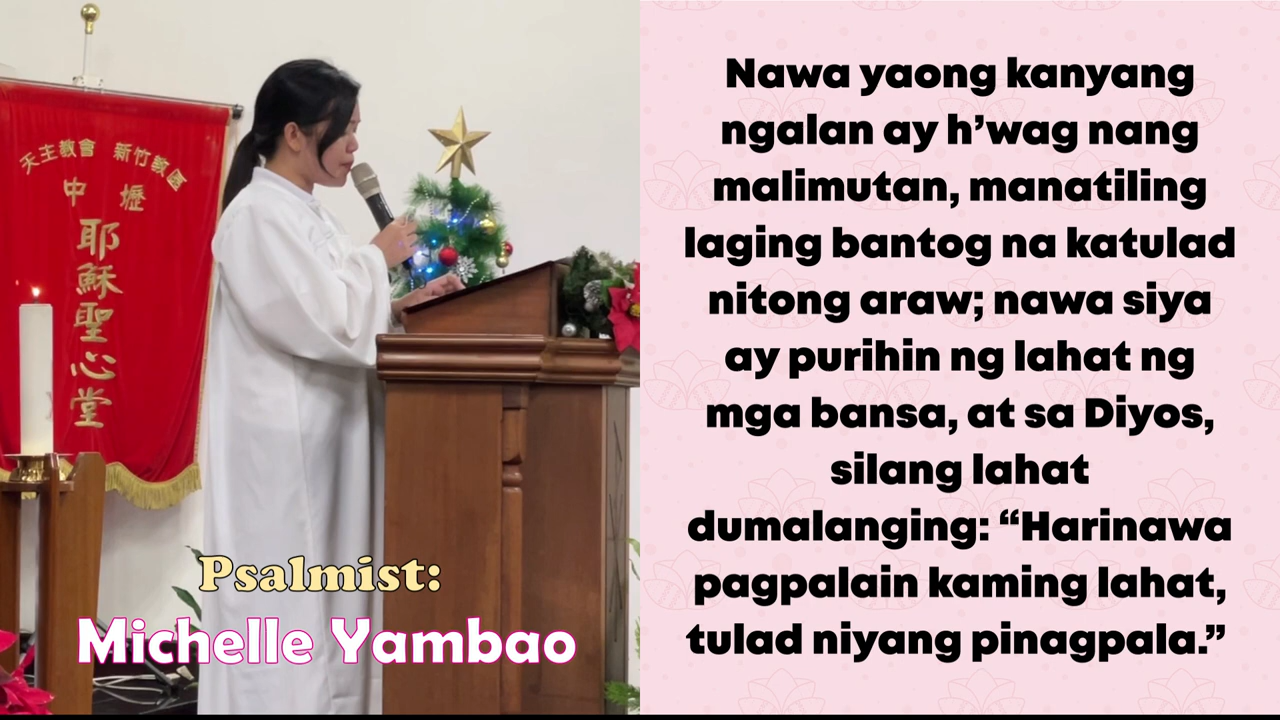 天主教會 新竹教區
中壢
耶穌聖心堂
Psalmist:
Michelle Yambao
Nawa yaong kanyang
ngalan ay h’wag nang
malimutan, manatiling
laging bantog na katulad
nitong araw; nawa siya
ay purihin ng lahat ng
mga bansa, at sa Diyos,
silang lahat
dumalanging: “Harinawa
pagpalain kaming lahat,
tulad niyang pinagpala.”